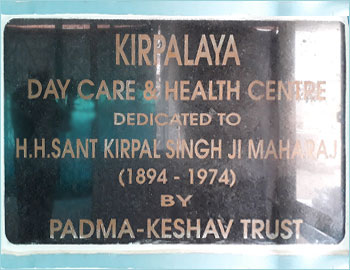 KIRPALAYA
DAY CARE & HEALTH CENTRE
DEDICATED TO
H.H.SANT KIRPAL SINGH JI MAHARAJ
(1894 - 1974)
BY
PADMA-KESHAV TRUST